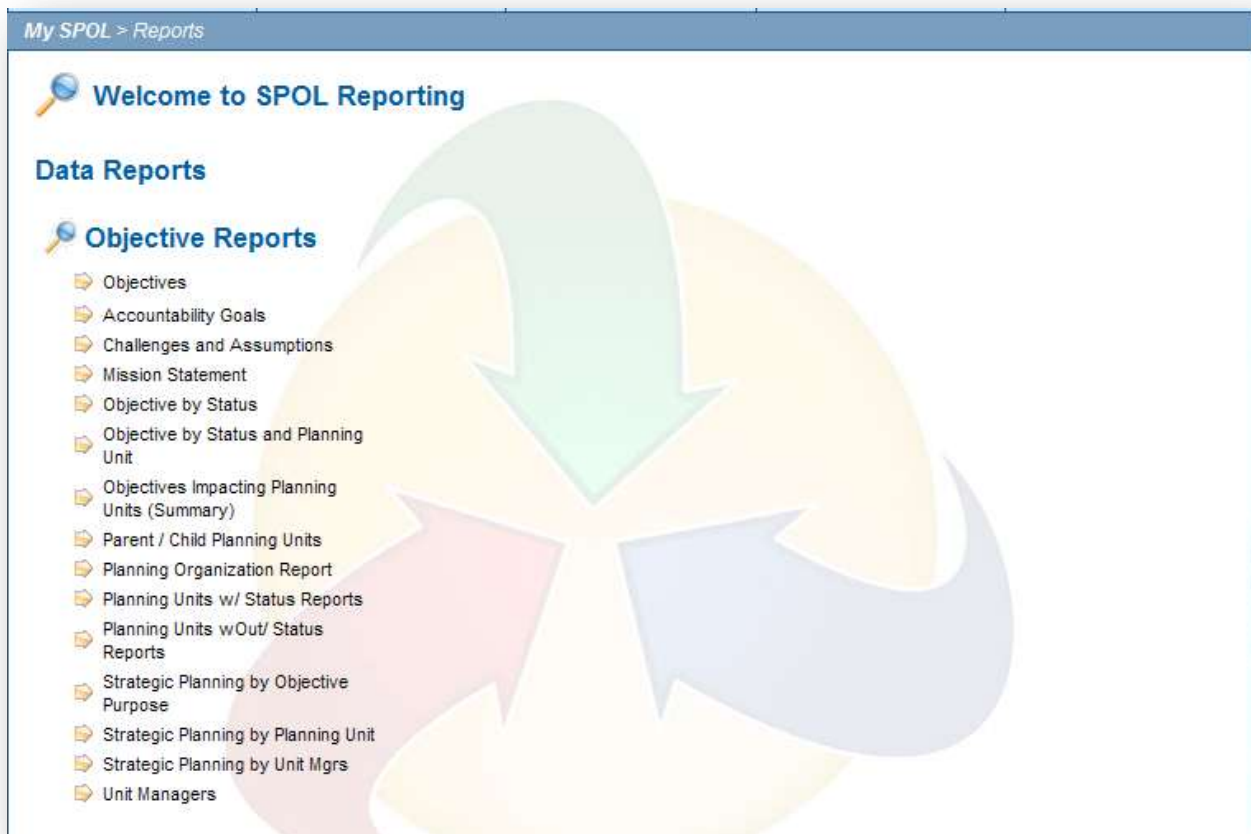 My SPOL > Reports
Welcome to SPOL Reporting
Data Reports
Objective Reports
Objectives
Accountability Goals
Challenges and Assumptions
Mission Statement
Objective by Status
Objective by Status and Planning
Unit
Objectives Impacting Planning
Units (Summary)
Parent / Child Planning Units
Planning Organization Report
Planning Units w/ Status Reports
Planning Units wOut/ Status
Reports
Strategic Planning by Objective
Purpose
Strategic Planning by Planning Unit
Strategic Planning by Unit Mgrs
Unit Managers